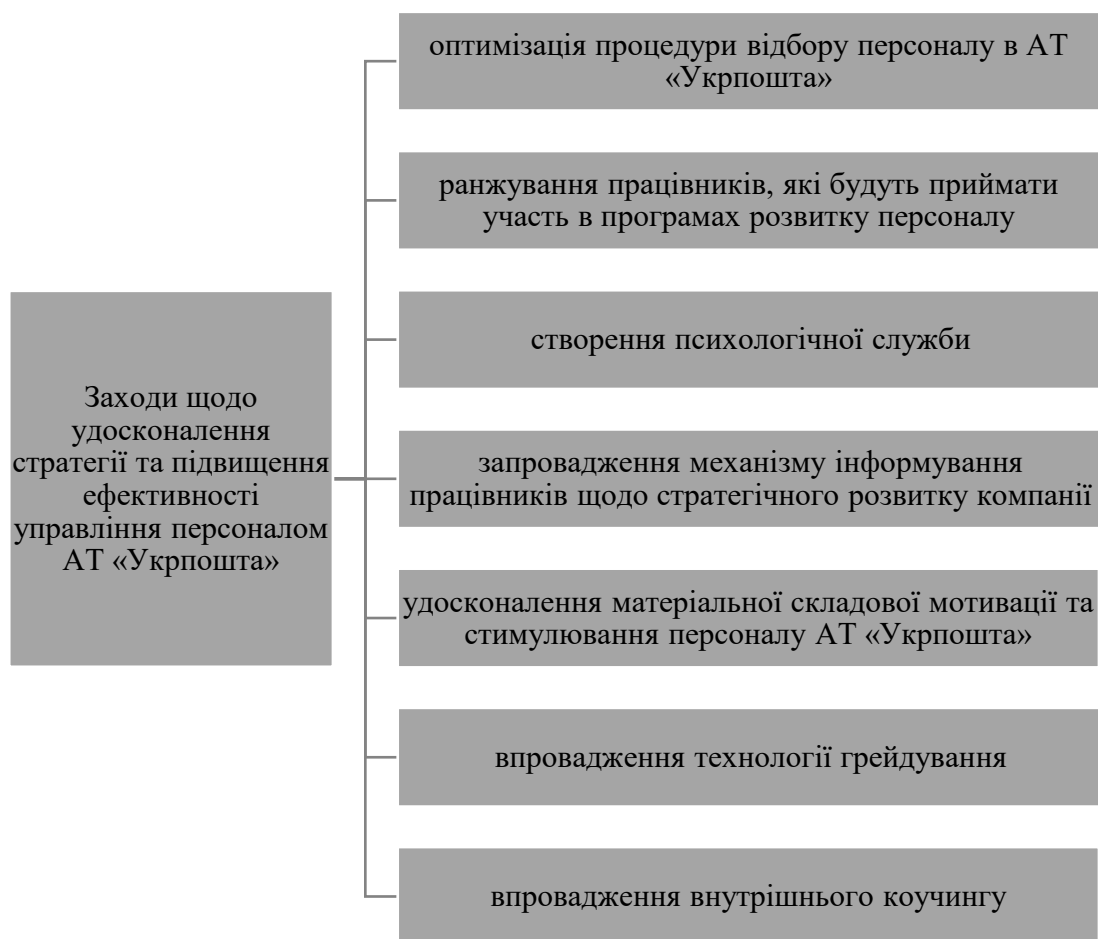 Заходи щодо
удосконалення
стратегії та підвищення
ефективності
управління персоналом
АТ «Укрпошта»
оптимізація процедури відбору персоналу в АТ
«Укрпошта»
ранжування працівників, які будуть приймати
участь в програмах розвитку персоналу
створення психологічної служби
запровадження механізму інформування
працівників щодо стратегічного розвитку компанії
удосконалення матеріальної складової мотивації та
стимулювання персоналу АТ «Укрпошта»
впровадження технології грейдування
впровадження внутрішнього коучингу